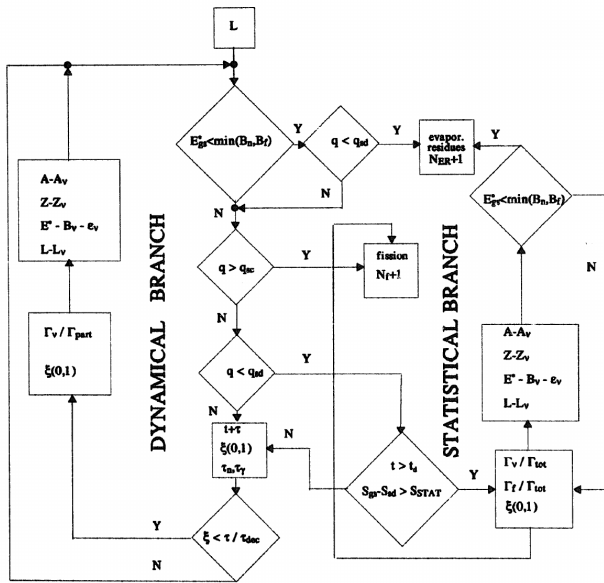 L
E*gs<min(Bn,Bf)
Y
q < qsd
Y
evapor.
residues
NER+1
Y
E*gs<min(Bn,Bf)
N
N
N
A-Aν
Z-Zν
E* - Bν - εν
L-Lν
DYNAMICAL BRANCH
q > qsc
Y
fission
Nf+1
STATISTICAL BRANCH
N
Γν / Γpart
ξ(0,1)
q < qsd
Y
A-Aν
Z-Zν
E* - Bν - εν
L-Lν
N
t+τ
ξ(0,1)
τn,τγ
N
t > td
Sgs-Ssd > SSTAT
Y
Γν / Γtot
Γf / Γtot
ξ(0,1)
Y
ξ < τ / τdec
N